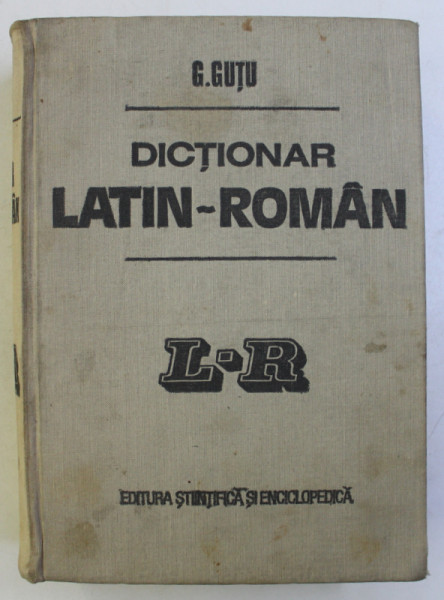 G.GUȚU
DICȚIONAR
LATIN-ROMÂN
L-R
EDITURA ȘTIINȚIFICĂ ȘI ENCICLOPEDICĂ